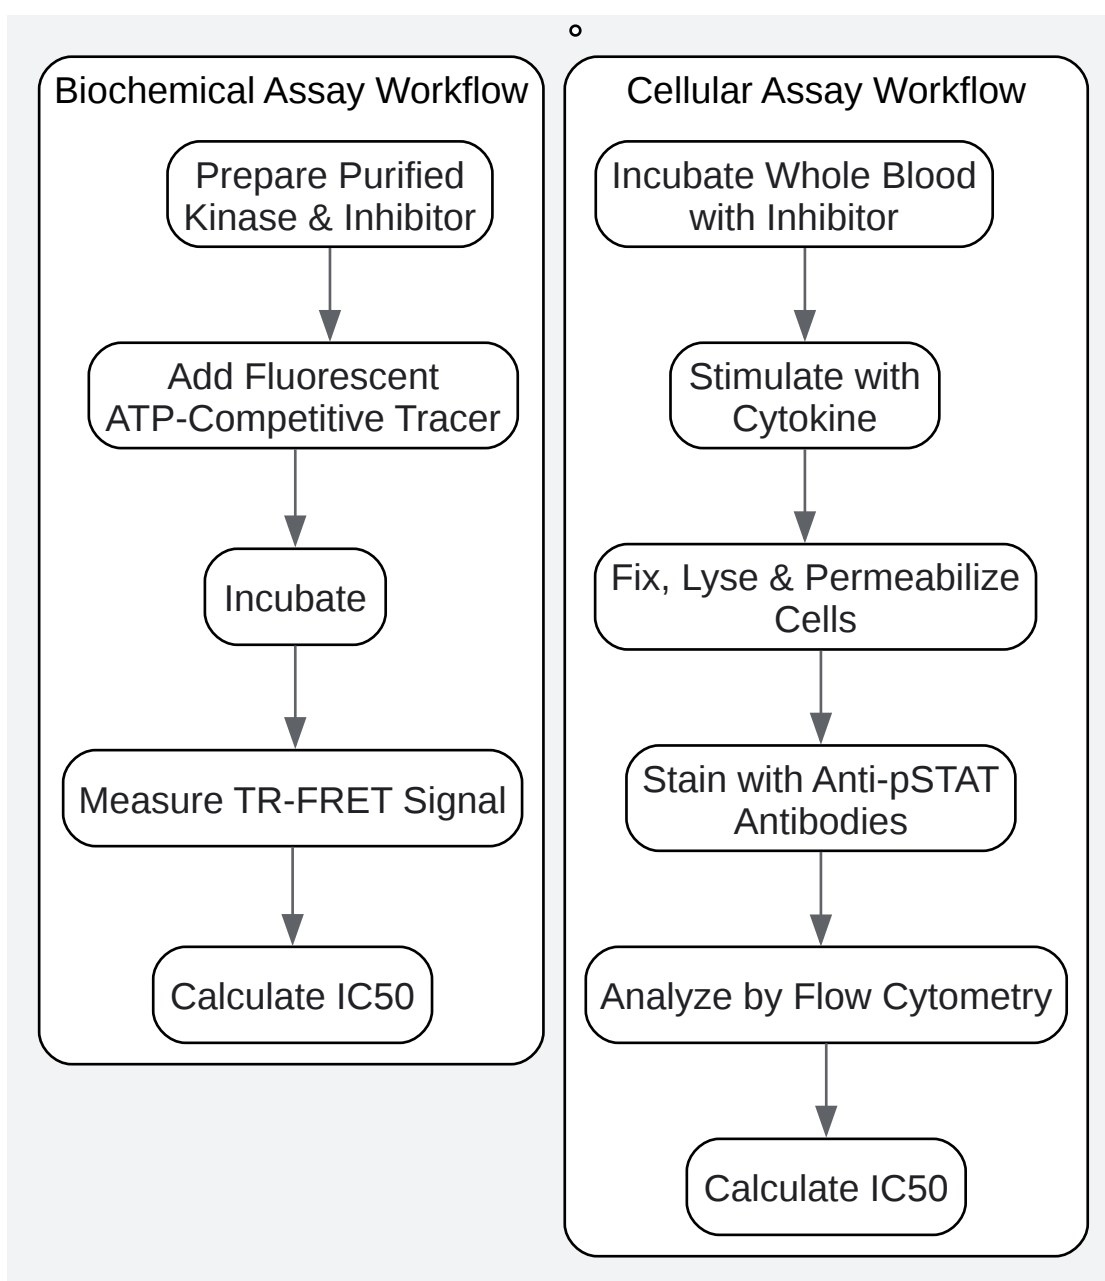 Biochemical Assay Workflow
Prepare Purified
Kinase & Inhibitor
Add Fluorescent
ATP-Competitive Tracer
Incubate
Measure TR-FRET Signal
Calculate IC50
Cellular Assay Workflow
Incubate Whole Blood
with Inhibitor
Stimulate with
Cytokine
Fix, Lyse & Permeabilize
Cells
Stain with Anti-pSTAT
Antibodies
Analyze by Flow Cytometry
Calculate IC50